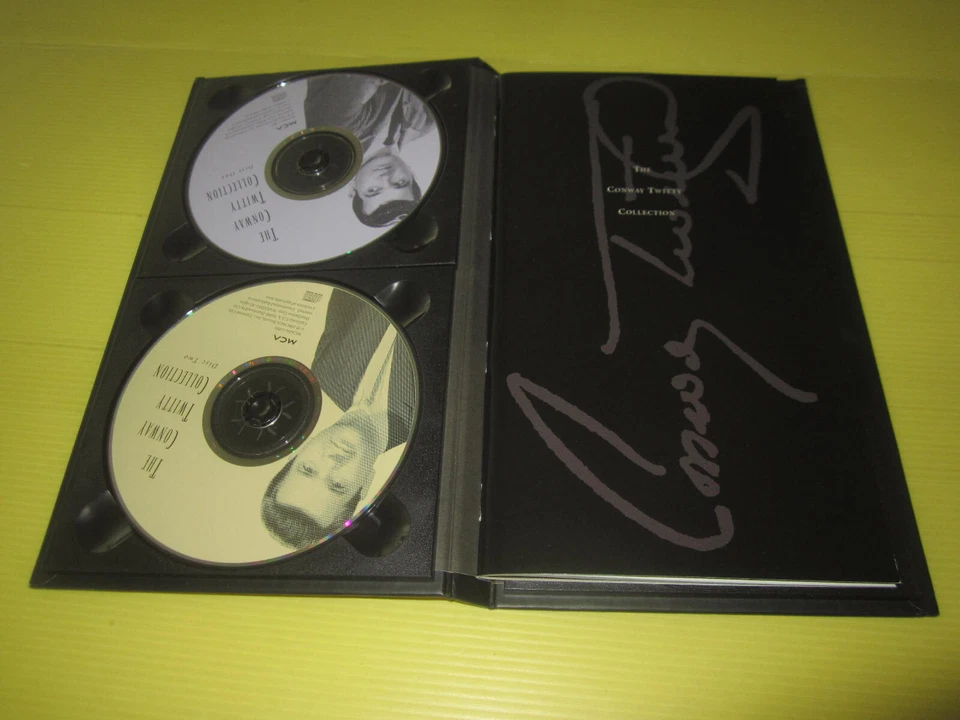 THE
CONWAY
TWITTY
COLLECTION
DISC ONE
MCA
THE
CONWAY
TWITTY
COLLECTION
DISC TWO
MCA
THE
CONWAY TWITTY
COLLECTION
Conway Twitty